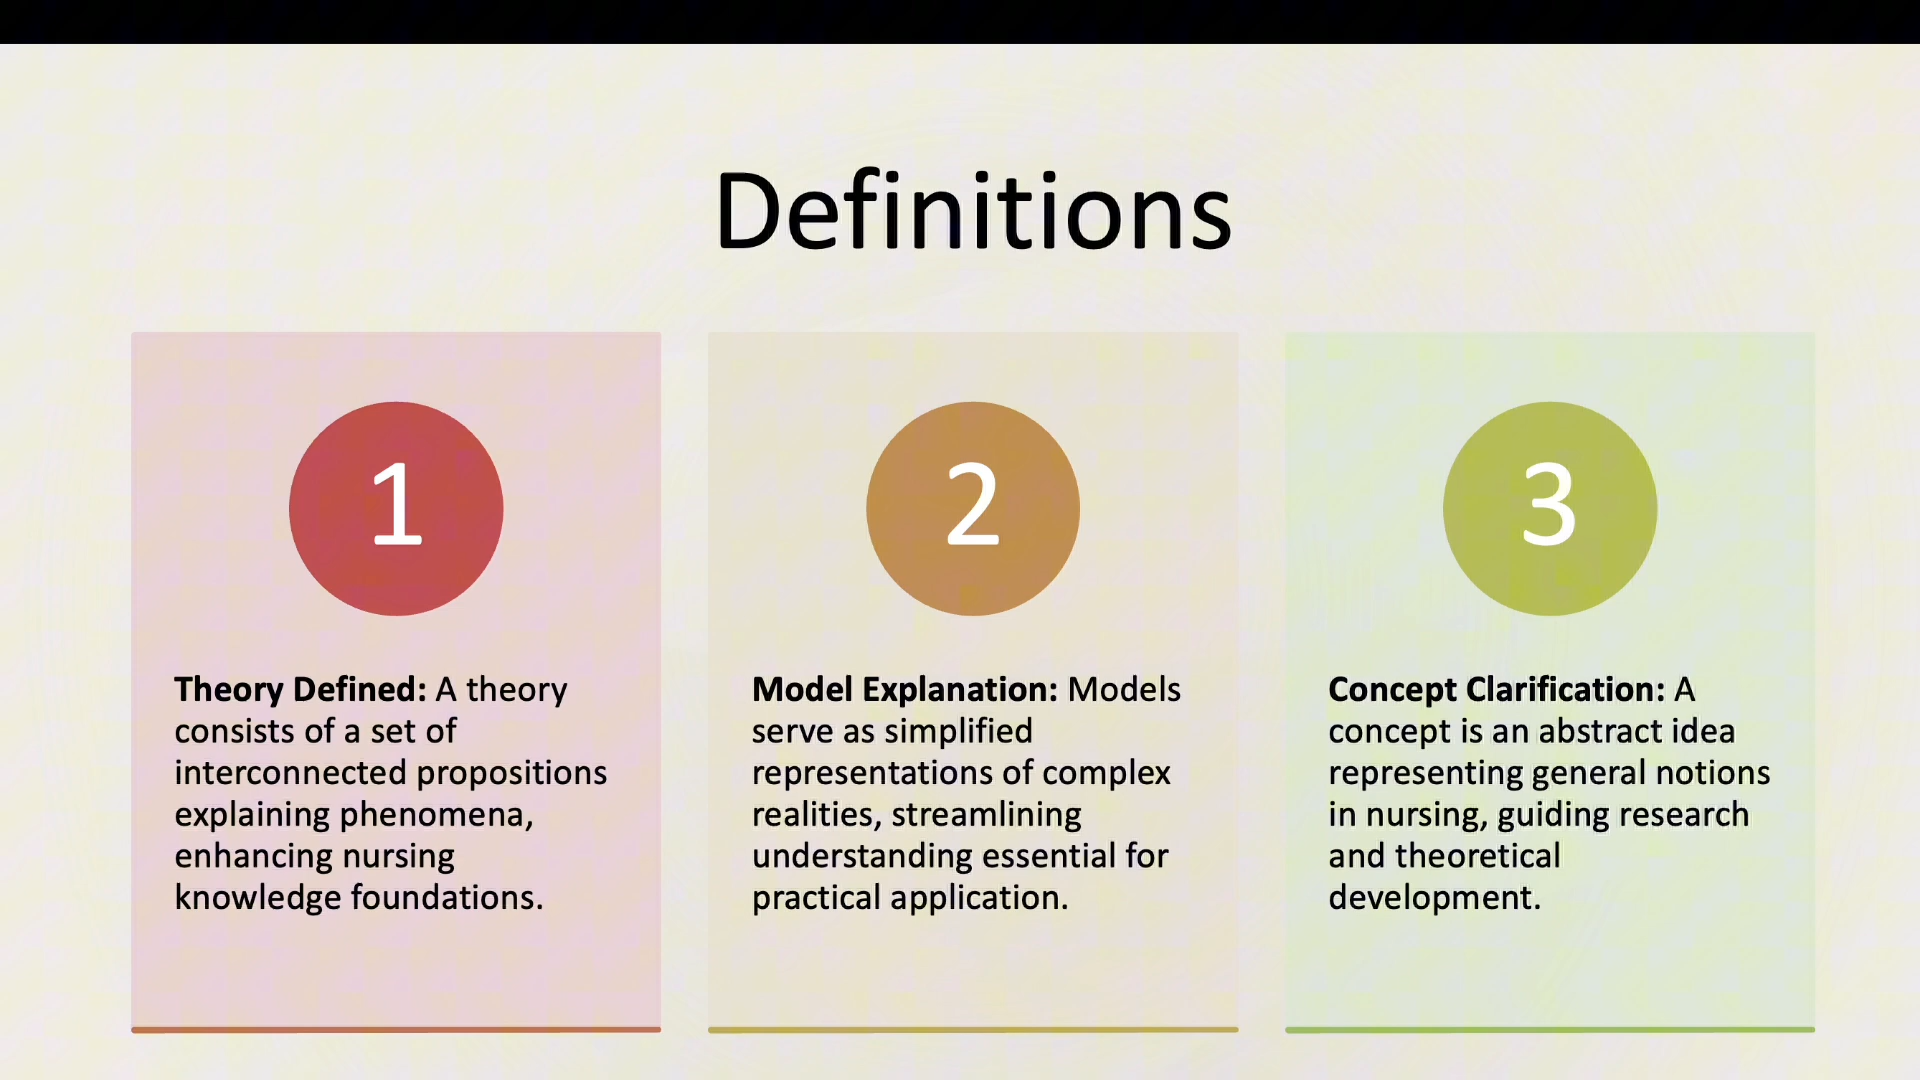 Definitions
1
Theory Defined: A theory
consists of a set of
interconnected propositions
explaining phenomena,
enhancing nursing
knowledge foundations.
2
Model Explanation: Models
serve as simplified
representations of complex
realities, streamlining
understanding essential for
practical application.
3
Concept Clarification: A
concept is an abstract idea
representing general notions
in nursing, guiding research
and theoretical
development.